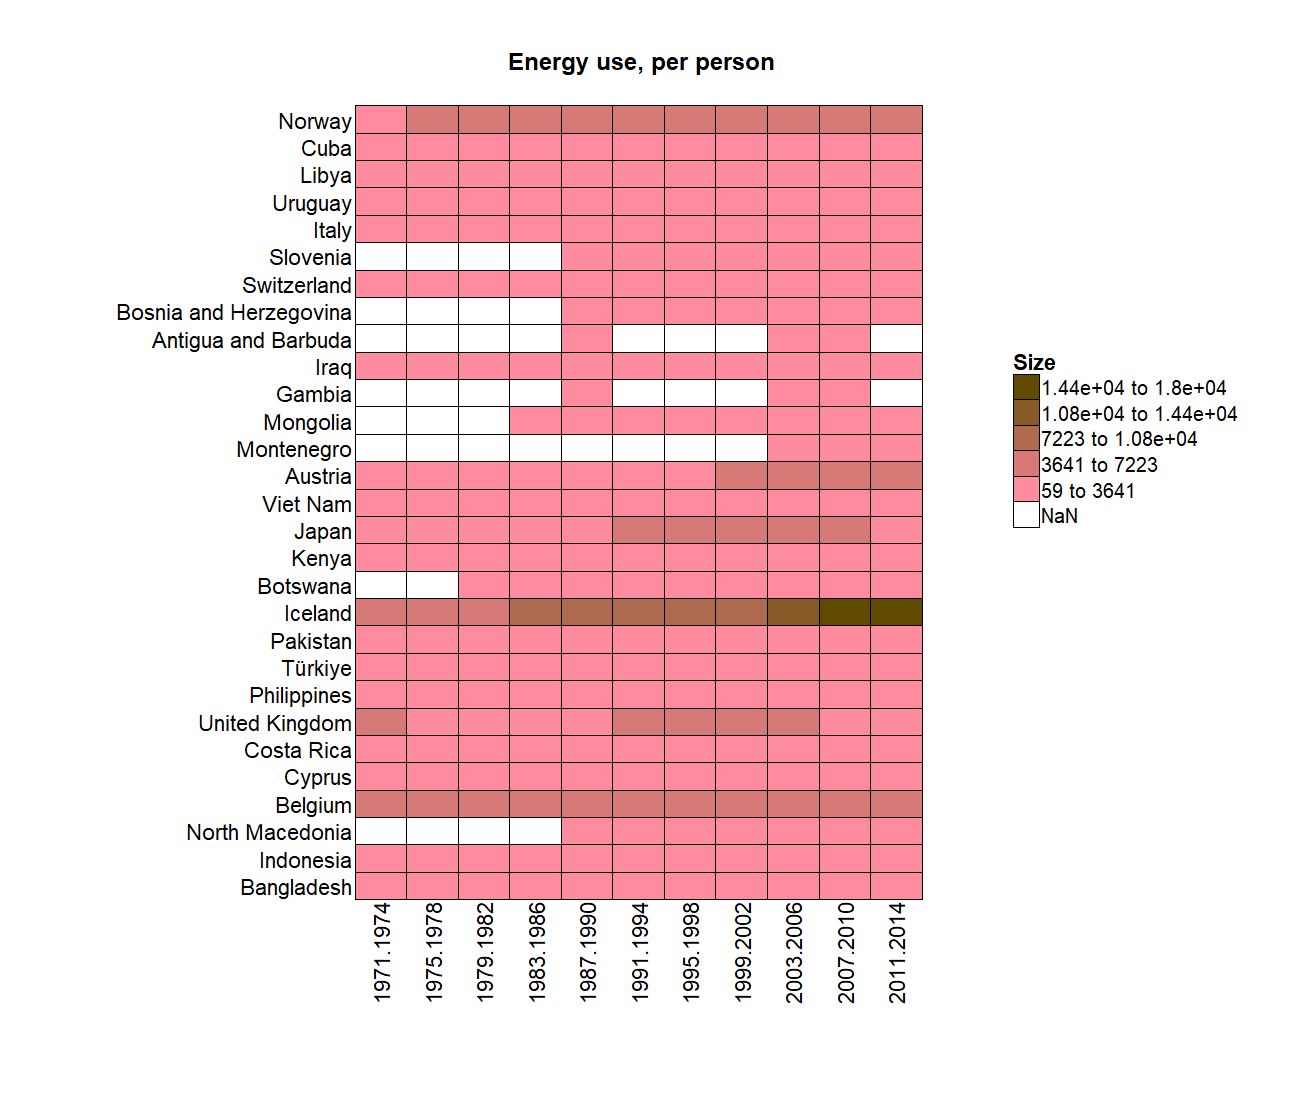 Energy use, per person
Norway
Cuba
Libya
Uruguay
Italy
Slovenia
Switzerland
Bosnia and Herzegovina
Antigua and Barbuda
Iraq
Gambia
Mongolia
Montenegro
Austria
Viet Nam
Japan
Kenya
Botswana
Iceland
Pakistan
Türkiye
Philippines
United Kingdom
Costa Rica
Cyprus
Belgium
North Macedonia
Indonesia
Bangladesh
1971.1974
1975.1978
1979.1982
1983.1986
1987.1990
1991.1994
1995.1998
1999.2002
2003.2006
2007.2010
2011.2014
Size
1.44e+04 to 1.8e+04
1.08e+04 to 1.44e+04
7223 to 1.08e+04
3641 to 7223
59 to 3641
NaN